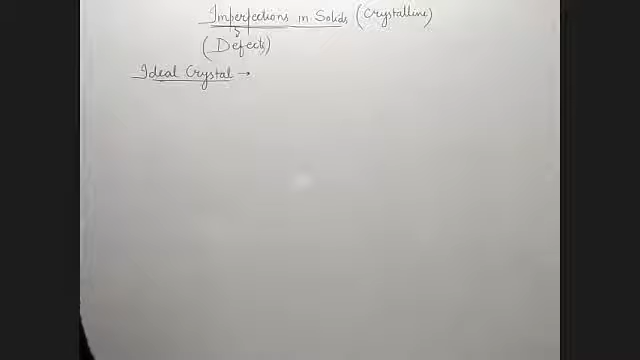 Imperfections in Solids (Crystalline)
(Defects)
Ideal Crystal →